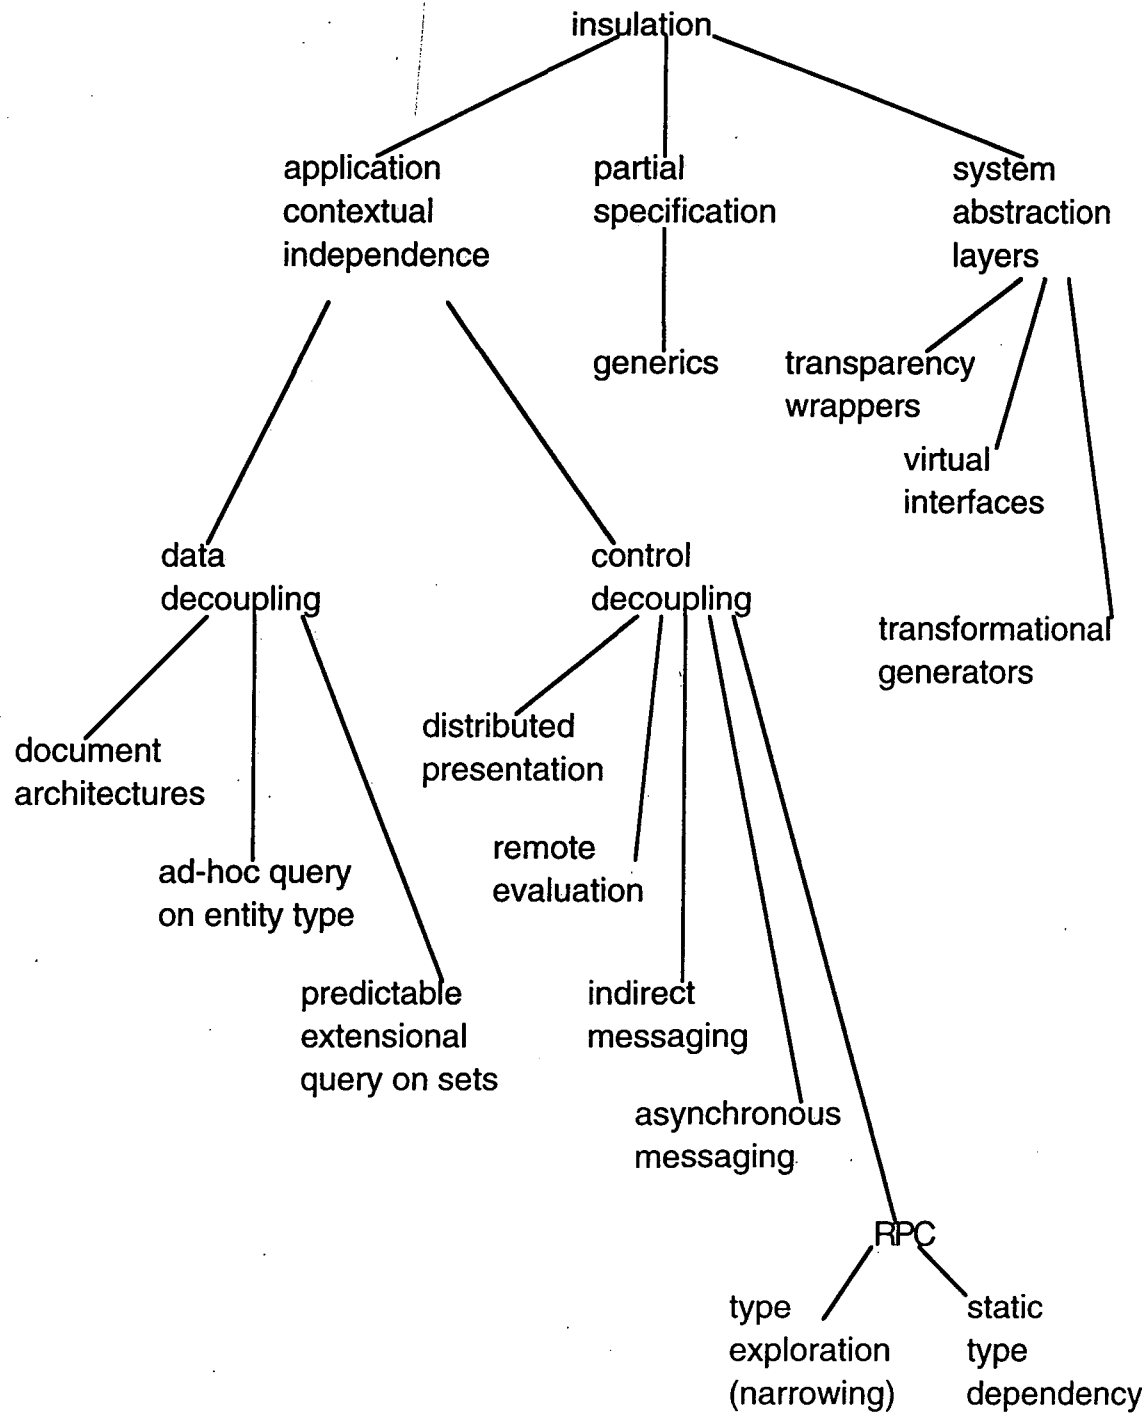 insulation
application
contextual
independence
partial
specification
system
abstraction
layers
generics
transparency
wrappers
virtual
interfaces
data
decoupling
control
decoupling
transformational
generators
document
architectures
distributed
presentation
ad-hoc query
on entity type
remote
evaluation
predictable
extensional
query on sets
indirect
messaging
asynchronous
messaging
RPC
type
exploration
(narrowing)
static
type
dependency